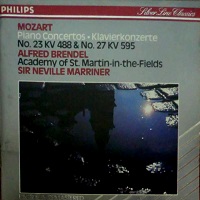 PHILIPS
Silver Line Classics
MOZART
Piano Concertos • Klavierkonzerte
No. 23 KV 488 & No. 27 KV 595
ALFRED BRENDEL
Academy of St. Martin-in-the-Fields
SIR NEVILLE MARRINER